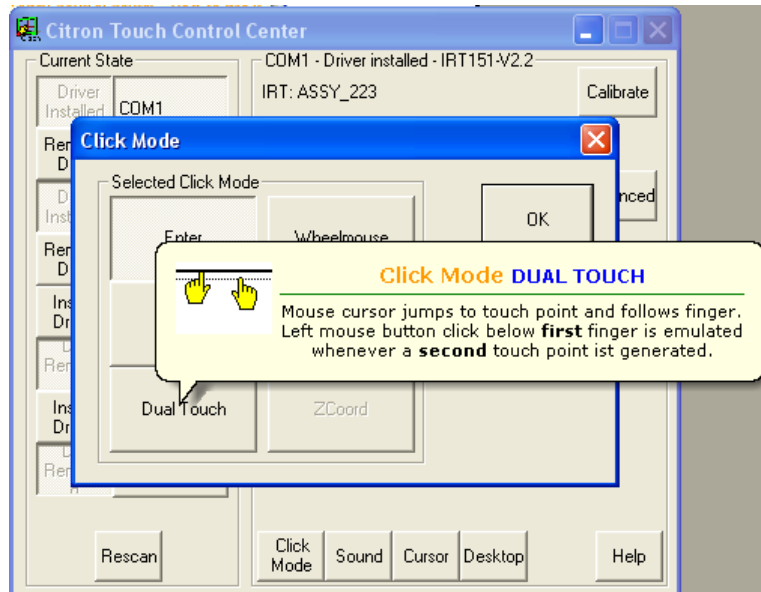 Citron Touch Control Center
Current State
COM1 - Driver installed - IRT151-V2.2
Driver Installed
COM1
IRT: ASSY_223
Calibrate
Click Mode
Selected Click Mode
Enter
Wheelmouse
OK
Click Mode DUAL TOUCH
Mouse cursor jumps to touch point and follows finger.
Left mouse button click below first finger is emulated
whenever a second touch point ist generated.
Dual Touch
ZCoord
Rescan
Click
Mode
Sound
Cursor
Desktop
Help